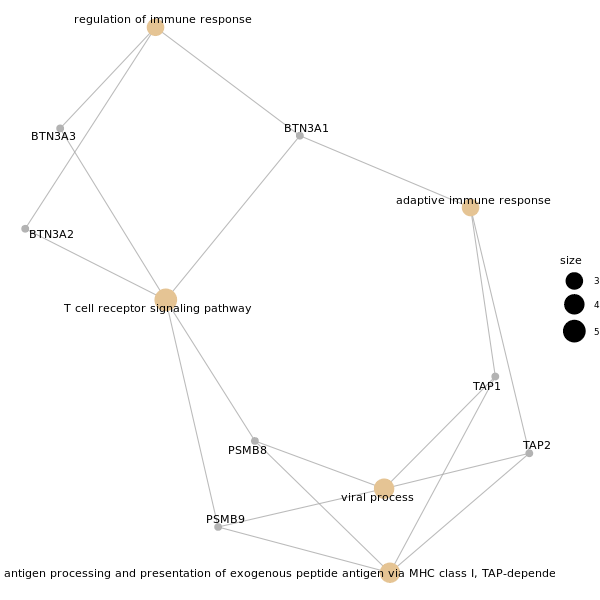 regulation of immune response
BTN3A1
BTN3A3
adaptive immune response
BTN3A2
size
3
T cell receptor signaling pathway
4
5
TAP1
TAP2
PSMB8
viral process
PSMB9
antigen processing and presentation of exogenous peptide antigen via MHC class I, TAP-depende